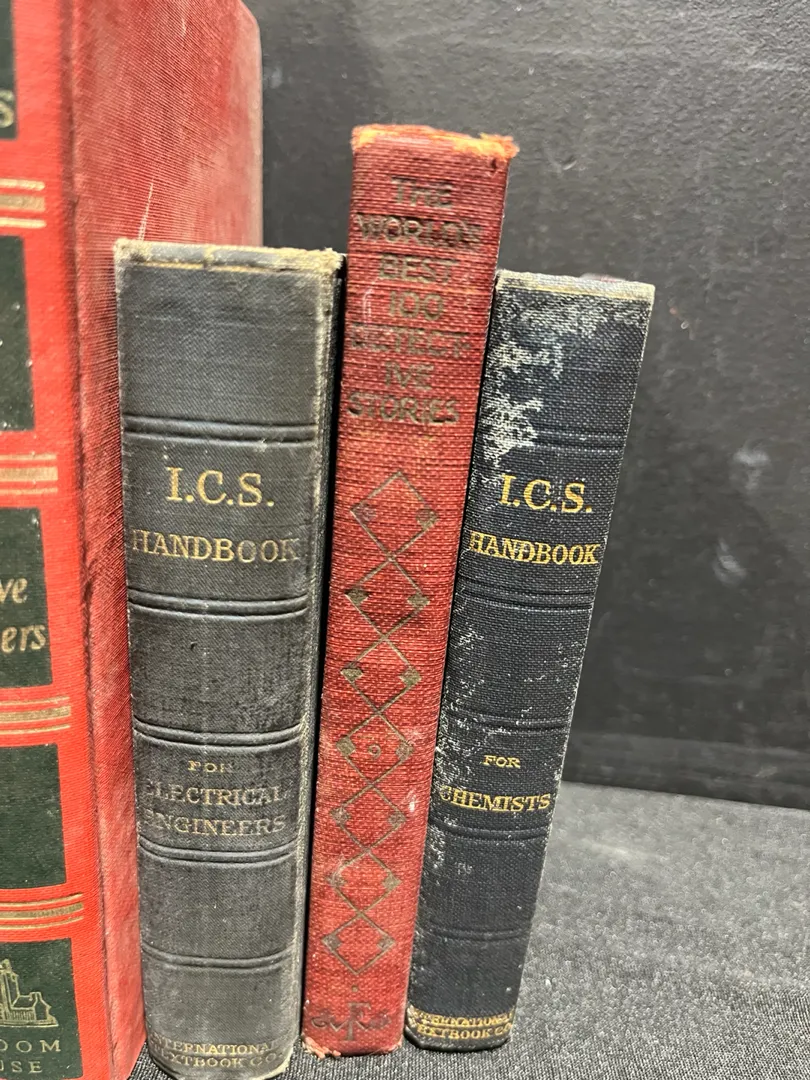 S
ve
ers
DOM
USE
I.C.S.
HANDBOOK
FOR
ELECTRICAL
ENGINEERS
INTERNATIONAL
TEXTBOOK CO.
THE
WORLD'S
BEST
100
DETECT-
IVE
STORIES
I.C.S.
HANDBOOK
FOR
CHEMISTS
INTERNATIONAL
TEXTBOOK CO.